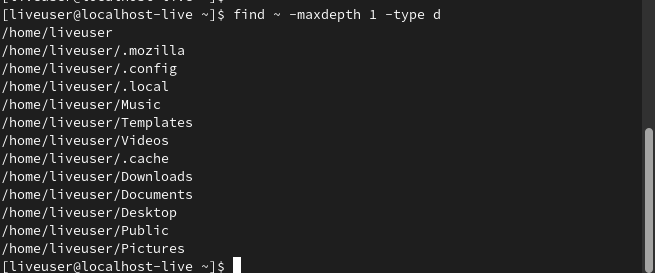 [liveuser@localhost-live ~]$ find ~ -maxdepth 1 -type d
/home/liveuser
/home/liveuser/.mozilla
/home/liveuser/.config
/home/liveuser/.local
/home/liveuser/Music
/home/liveuser/Templates
/home/liveuser/Videos
/home/liveuser/.cache
/home/liveuser/Downloads
/home/liveuser/Documents
/home/liveuser/Desktop
/home/liveuser/Public
/home/liveuser/Pictures
[liveuser@localhost-live ~]$